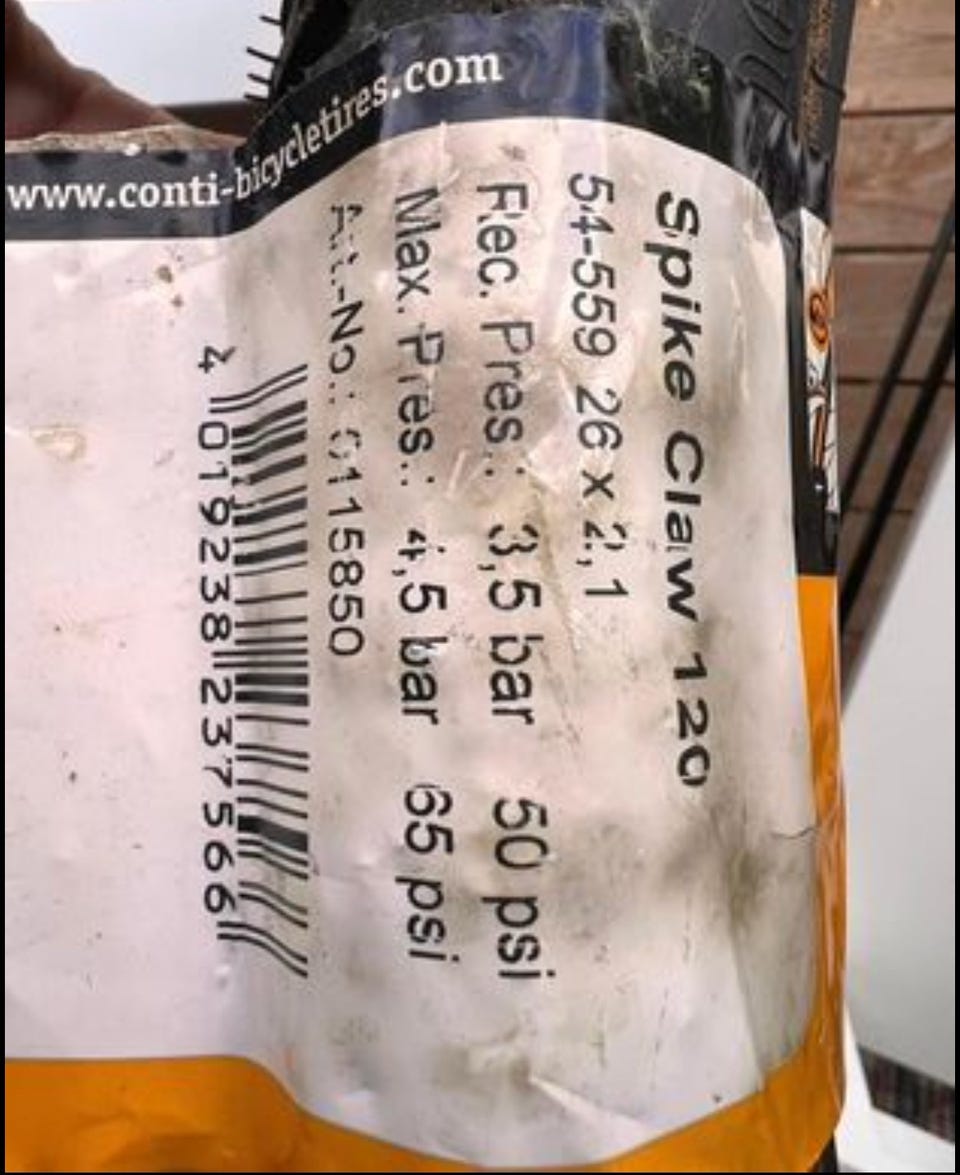 www.conti-bicycletires.com
Spike Claw 120
54-559 26 x 2,1
Rec. Pres.: 3,5 bar 50 psi
Max. Pres.: 4,5 bar 65 psi
Art.-No.: 0115850
4 019238 237566